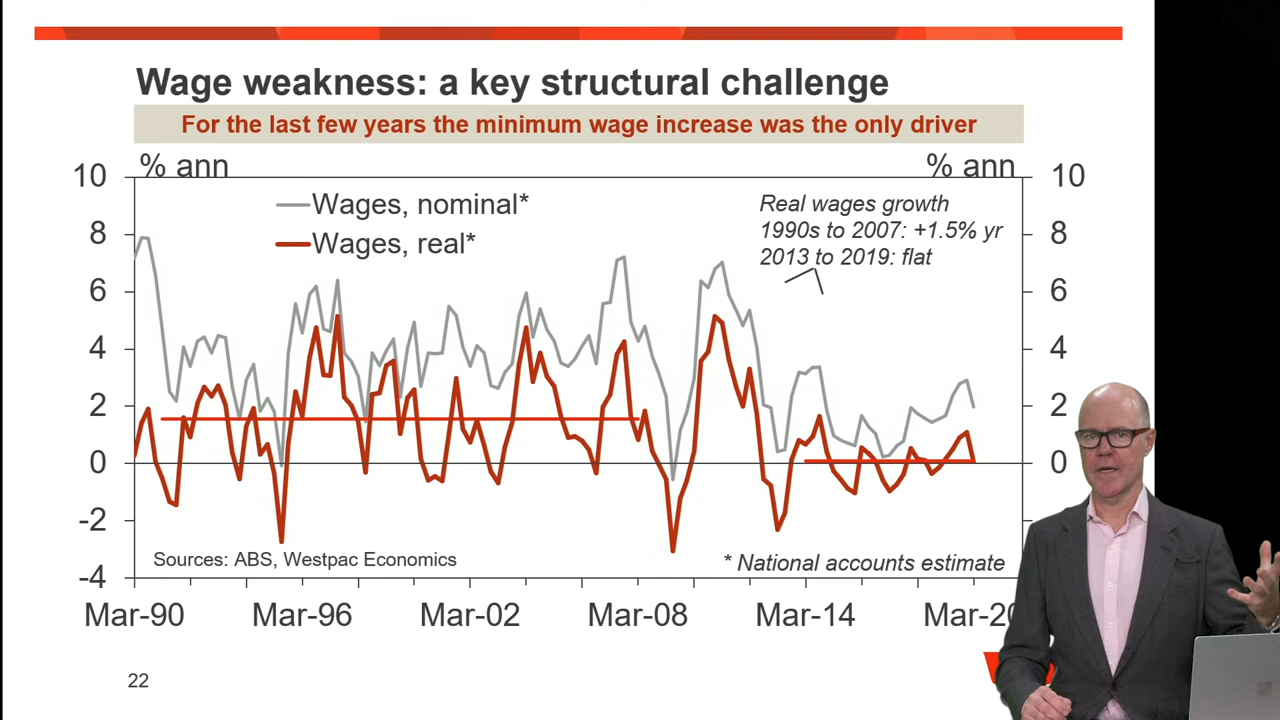 Wage weakness: a key structural challenge
For the last few years the minimum wage increase was the only driver
% ann
% ann
10
10
Wages, nominal*
Wages, real*
Real wages growth
1990s to 2007: +1.5% yr
2013 to 2019: flat
8
8
6
6
4
4
2
2
0
0
-2
-4
Sources: ABS, Westpac Economics
* National accounts estimate
Mar-90
Mar-96
Mar-02
Mar-08
Mar-14
Mar-20
22